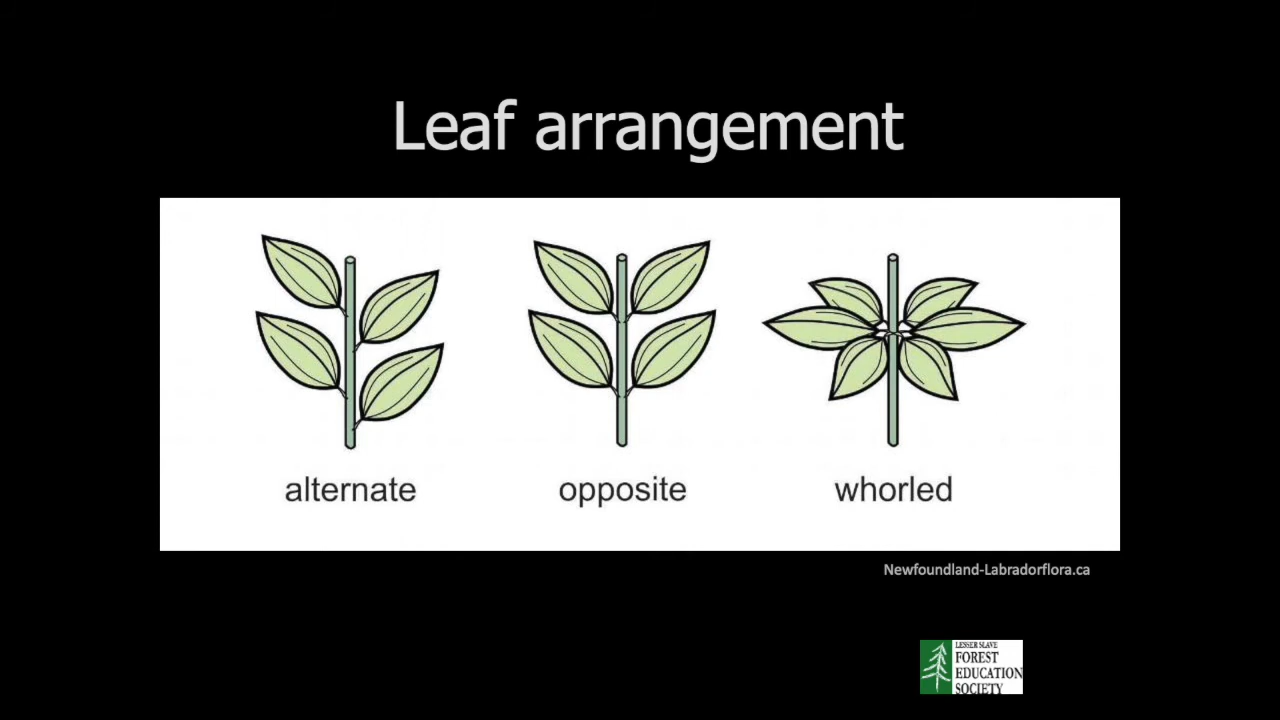 Leaf arrangement
alternate
opposite
whorled
Newfoundland-Labradorflora.ca
LESSER SLAVE
FOREST
EDUCATION
SOCIETY